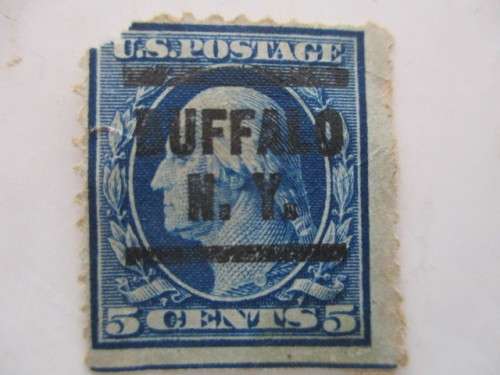 U.S.POSTAGE
BUFFALO
N. Y.
5 CENTS 5